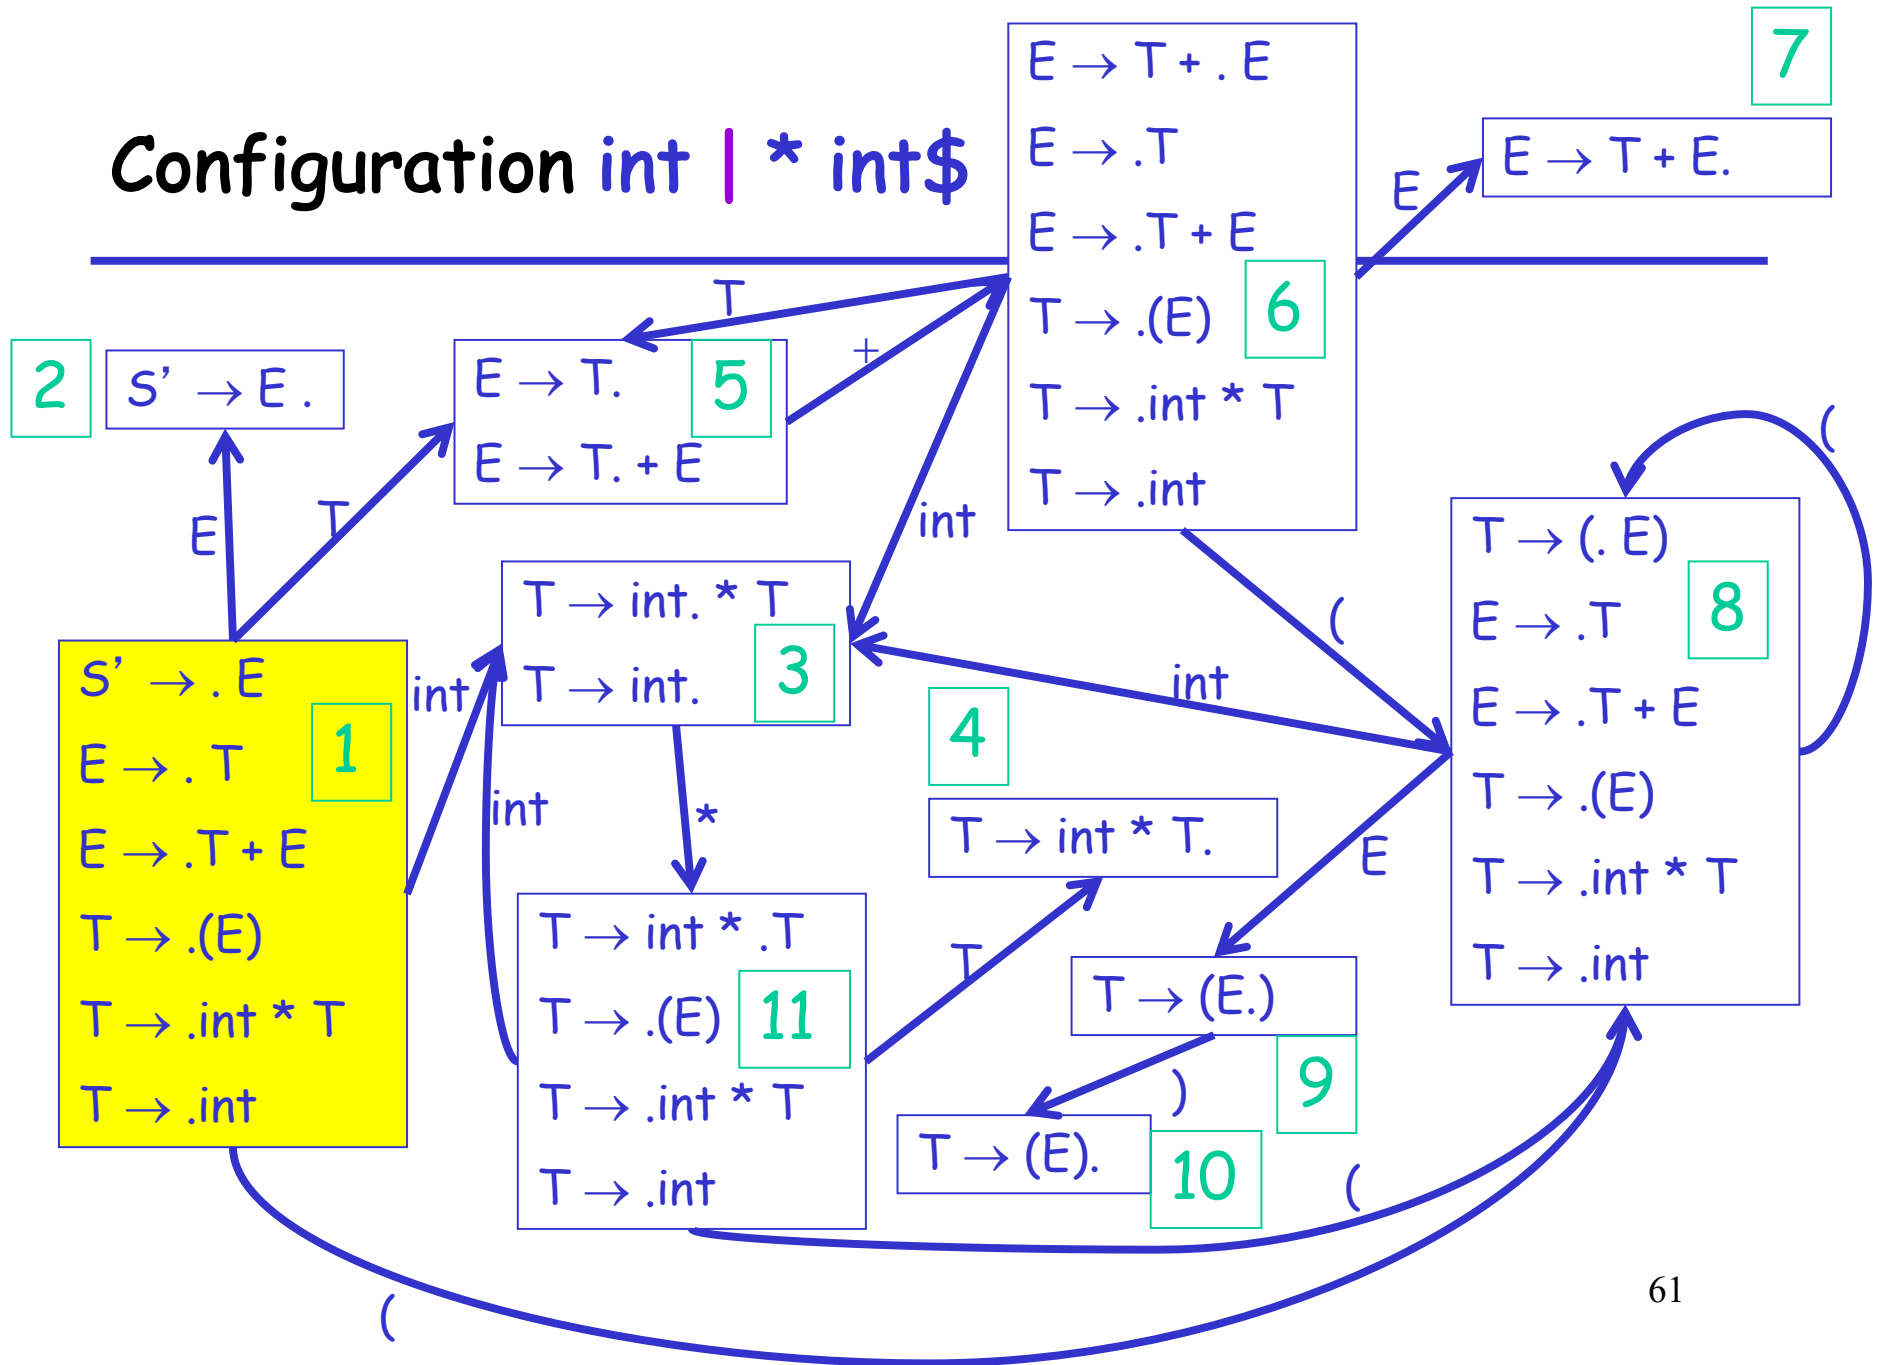 Configuration int | * int$
E → T + . E
E → .T
E → .T + E
T → .(E)
T → .int * T
T → .int
6
7
E → T + E.
E
T
+
2
S’ → E .
E → T.
E → T. + E
5
E
T
int
(
(
T → (. E)
E → .T
E → .T + E
T → .(E)
T → .int * T
T → .int
8
T → int. * T
T → int.
3
S’ → . E
E → . T
E → .T + E
T → .(E)
T → .int * T
T → .int
1
int
int
*
int
4
T → int * T.
E
T → int * .T
T → .(E)
T → .int * T
T → .int
11
T
T → (E.)
9
)
T → (E).
10
(
(
61